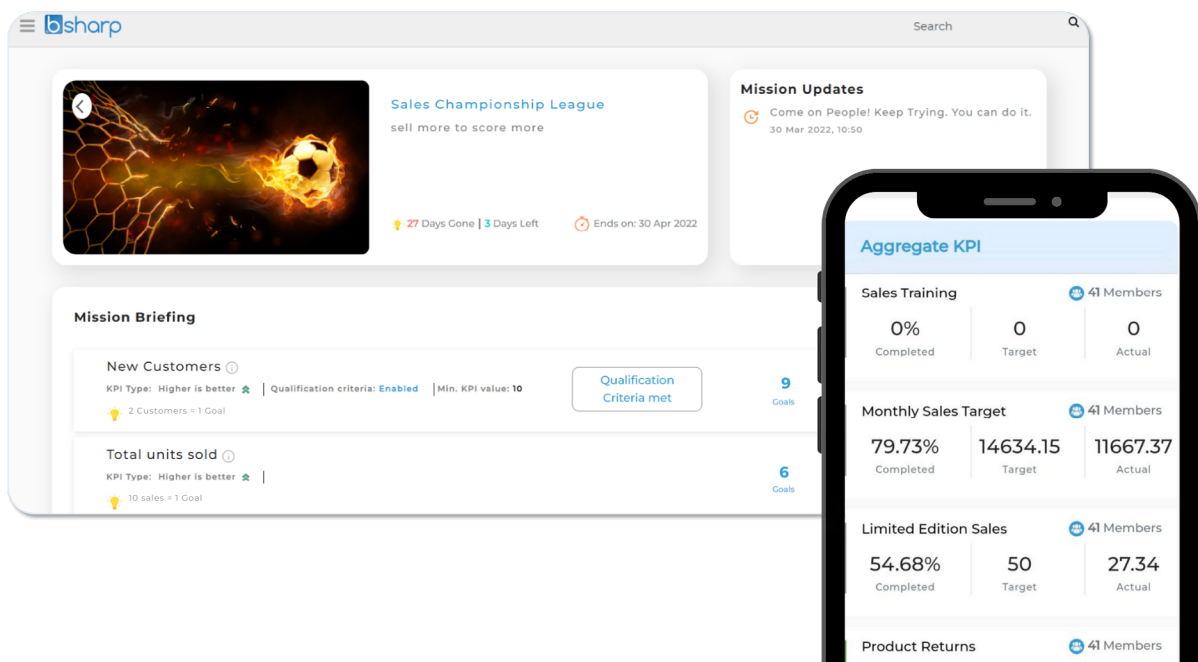 bsharp
Search
Sales Championship League
sell more to score more
27 Days Gone | 3 Days Left
Ends on: 30 Apr 2022
Mission Updates
Come on People! Keep Trying. You can do it.
30 Mar 2022, 10:50
Mission Briefing
New Customers
KPI Type: Higher is better | Qualification criteria: Enabled | Min. KPI value: 10
2 Customers = 1 Goal
Qualification
Criteria met
9
Goals
Total units sold
KPI Type: Higher is better |
10 sales = 1 Goal
6
Goals
Aggregate KPI
Sales Training 41 Members
0% 0 0
Completed Target Actual
Monthly Sales Target 41 Members
79.73% 14634.15 11667.37
Completed Target Actual
Limited Edition Sales 41 Members
54.68% 50 27.34
Completed Target Actual
Product Returns 41 Members